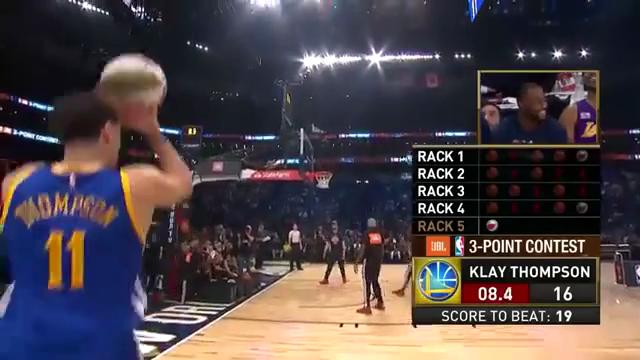 THOMPSON
11
RACK 1
RACK 2
RACK 3
RACK 4
RACK 5
JBL 3-POINT CONTEST
KLAY THOMPSON
08.4 16
SCORE TO BEAT: 19